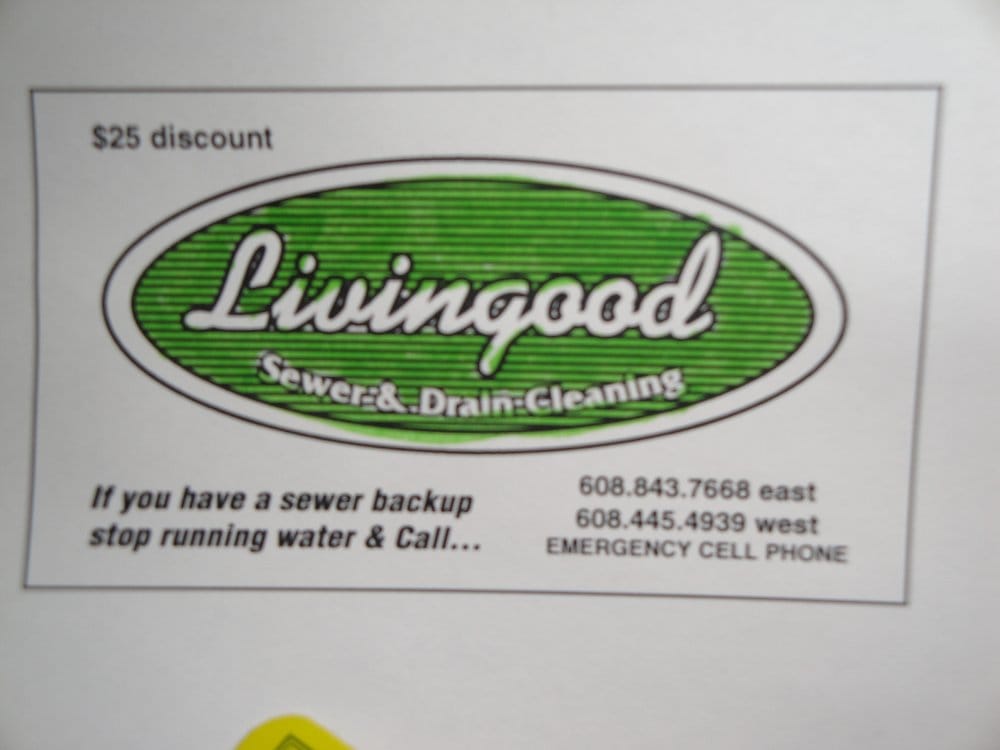 $25 discount
Livingood
Sewer & Drain Cleaning
If you have a sewer backup
stop running water & Call...
608.843.7668 east
608.445.4939 west
EMERGENCY CELL PHONE